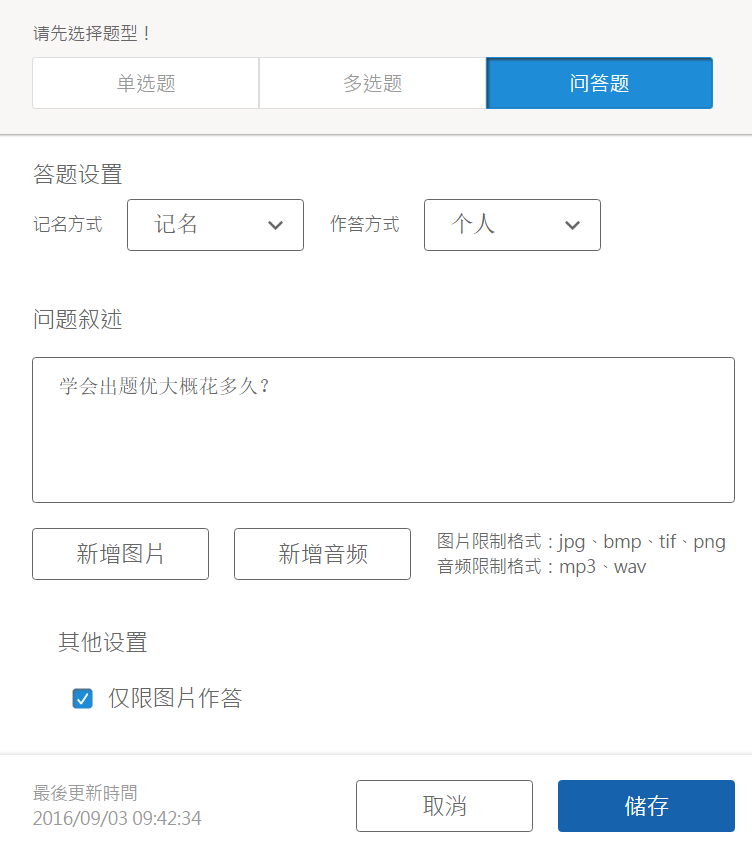 请先选择题型！
单选题 多选题 问答题
答题设置
记名方式 记名 作答方式 个人
问题叙述
学会出题优大概花多久?
新增图片 新增音频
图片限制格式：jpg、bmp、tif、png
音频限制格式：mp3、wav
其他设置
仅限图片作答
最後更新時間
2016/09/03 09:42:34
取消 儲存